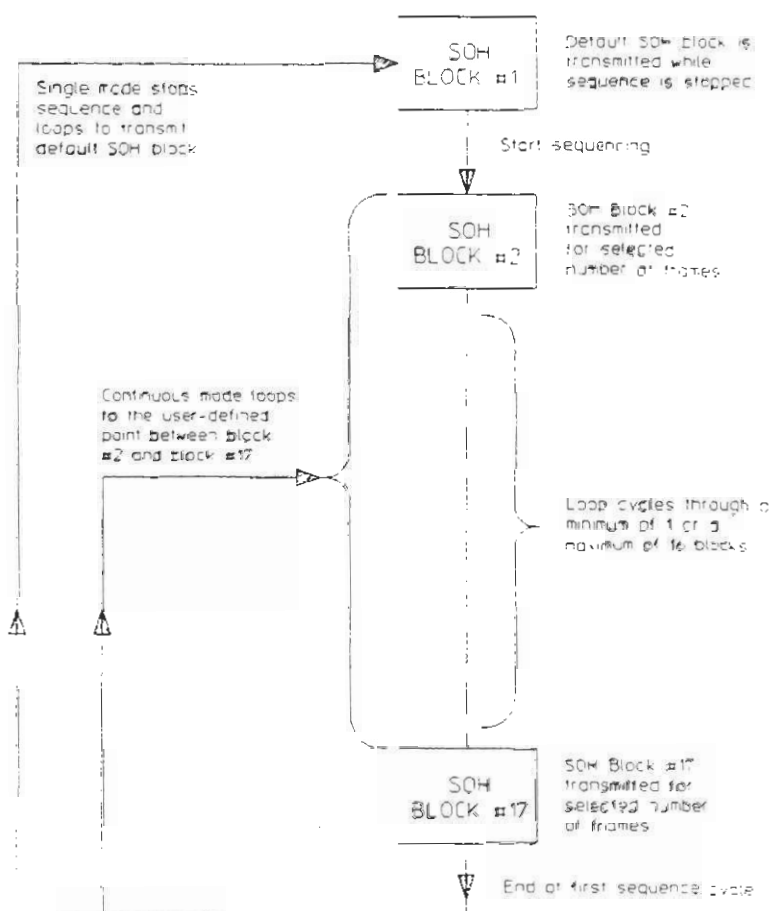 SOH
BLOCK #1
Default SOH block is
transmitted while
sequence is stopped
Single mode stops
sequence and
loops to transmit
default SOH block
Start sequencing
SOH
BLOCK #2
SOH Block #2
transmitted
for selected
number of frames
Continuous mode loops
to the user-defined
point between block
#2 and block #17
Loop cycles through a
minimum of 1 or a
maximum of 16 blocks
SOH
BLOCK #17
SOH Block #17
transmitted for
selected number
of frames
End of first sequence cycle